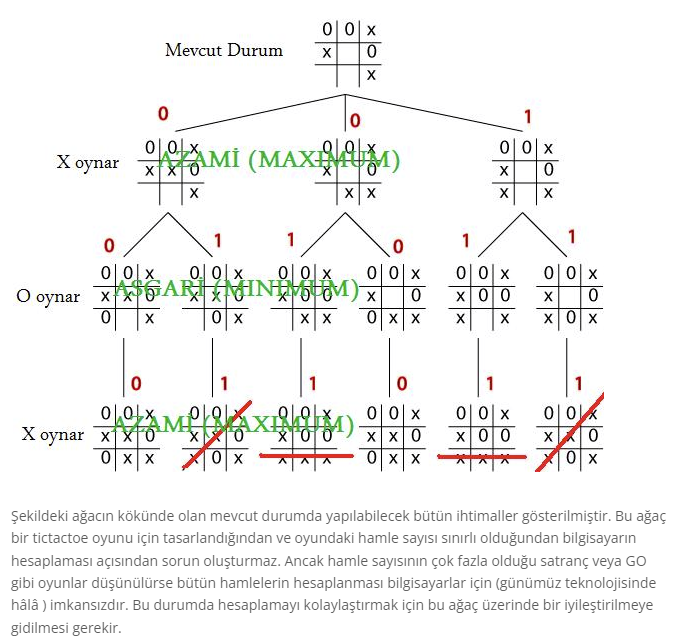 0 0 x
Mevcut Durum x 0
x
0 0 1
0 0 x 0 0 x 0 0 x
X oynar AZAMİ (MAXIMUM)
x x 0 x 0 x 0
x x x x x
0 1 1 0 1 1
0 0 x 0 0 x 0 0 x 0 0 x 0 0 x 0 0 x
ASGARİ (MINIMUM)
O oynar x x 0 x x 0 x 0 0 x 0 x 0 0 x 0
0 x 0 x x x 0 x x x x x 0 x
0 1 1 0 1 1
0 0 x 0 0 x 0 0 x 0 0 x 0 0 x 0 0 x
AZAMİ (MAXIMUM)
X oynar x x 0 x x 0 x 0 0 x x 0 x 0 0 x x 0
0 x x x 0 x x x x 0 x x x x x x 0 x
Şekildeki ağacın kökünde olan mevcut durumda yapılabilecek bütün ihtimaller gösterilmiştir. Bu ağaç
bir tictactoe oyunu için tasarlandığından ve oyundaki hamle sayısı sınırlı olduğundan bilgisayarın
hesaplaması açısından sorun oluşturmaz. Ancak hamle sayısının çok fazla olduğu satranç veya GO
gibi oyunlar düşünülürse bütün hamlelerin hesaplanması bilgisayarlar için (günümüz teknolojisinde
hâlâ ) imkansızdır. Bu durumda hesaplamayı kolaylaştırmak için bu ağaç üzerinde bir iyileştirilmeye
gidilmesi gerekir.